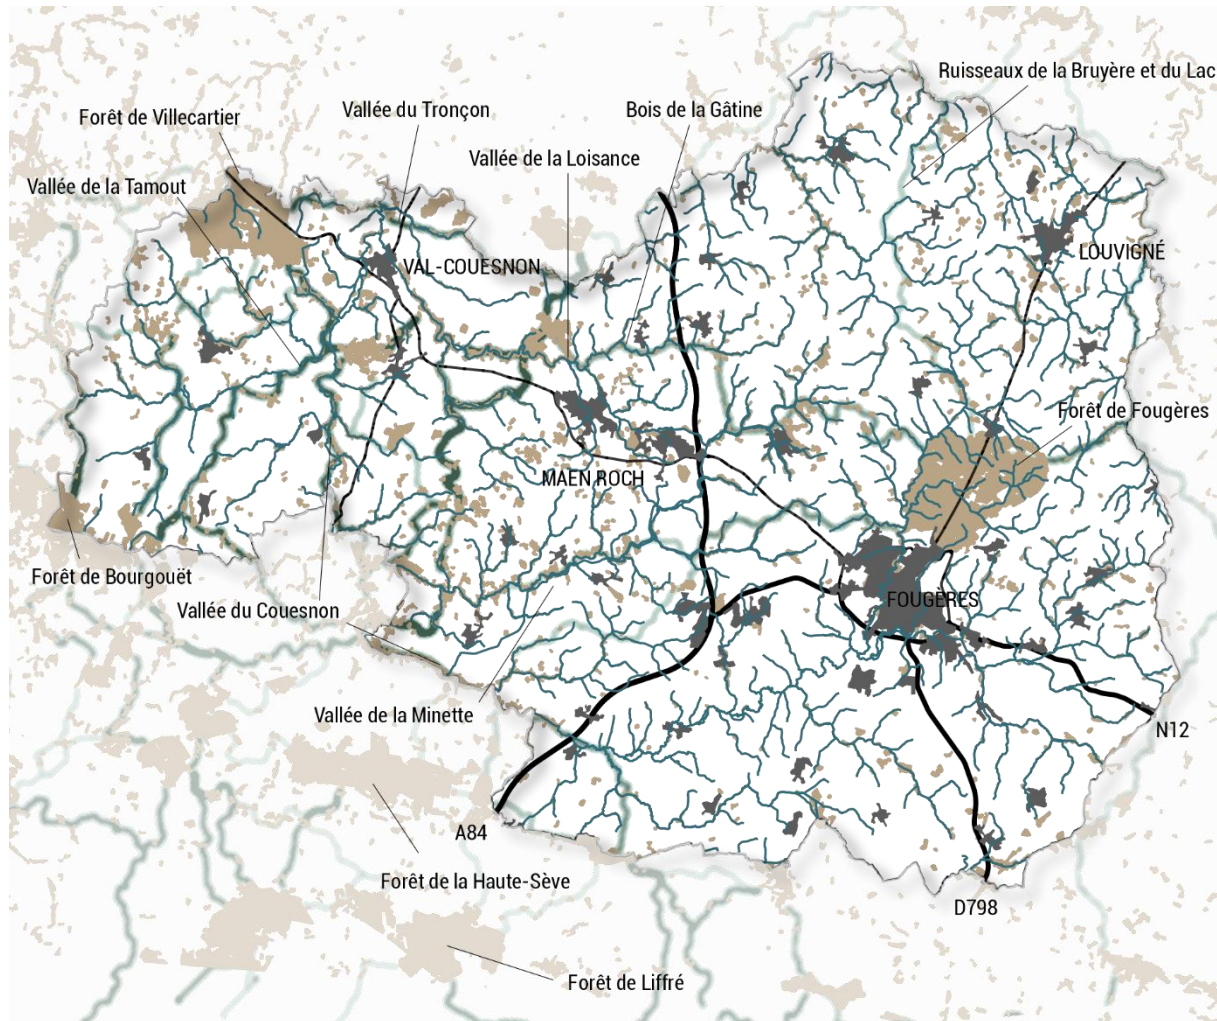 Ruisseaux de la Bruyère et du Lac
Vallée du Tronçon
Bois de la Gâtine
Forêt de Villecartier
Vallée de la Loisance
Vallée de la Tamout
LOUVIGNÉ
VAL-COUESNON
Forêt de Fougères
MAEN ROCH
Forêt de Bourgouët
FOUGÈRES
Vallée du Couesnon
Vallée de la Minette
N12
A84
Forêt de la Haute-Sève
D798
Forêt de Liffré